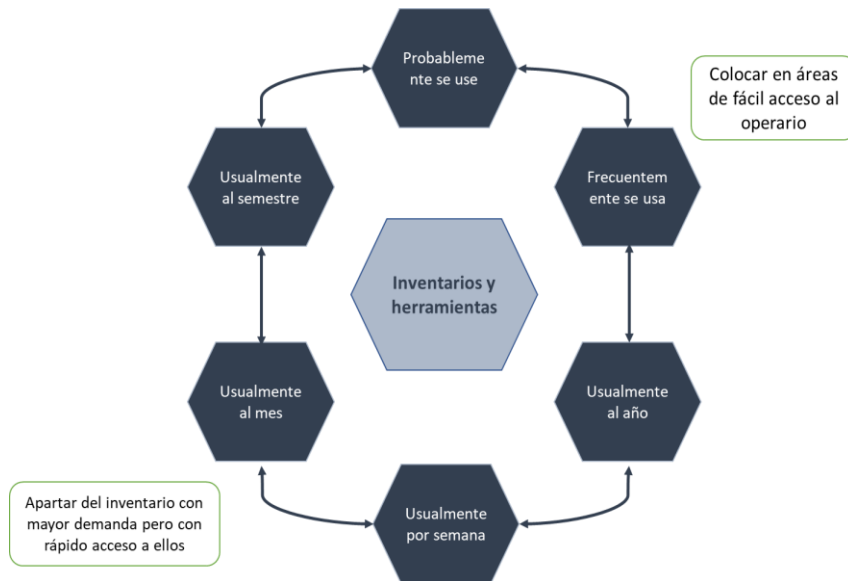 Probableme
nte se use
Colocar en áreas
de fácil acceso al
operario
Usualmente
al semestre
Frecuentem
ente se usa
Inventarios y
herramientas
Usualmente
al mes
Usualmente
al año
Apartar del inventario con
mayor demanda pero con
rápido acceso a ellos
Usualmente
por semana